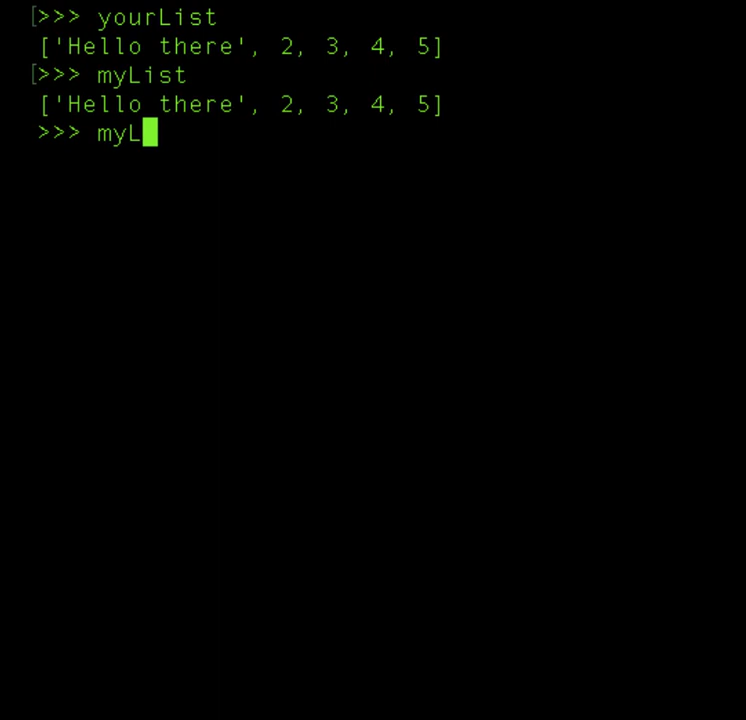 [>>> yourList
['Hello there', 2, 3, 4, 5]
[>>> myList
['Hello there', 2, 3, 4, 5]
>>> myL